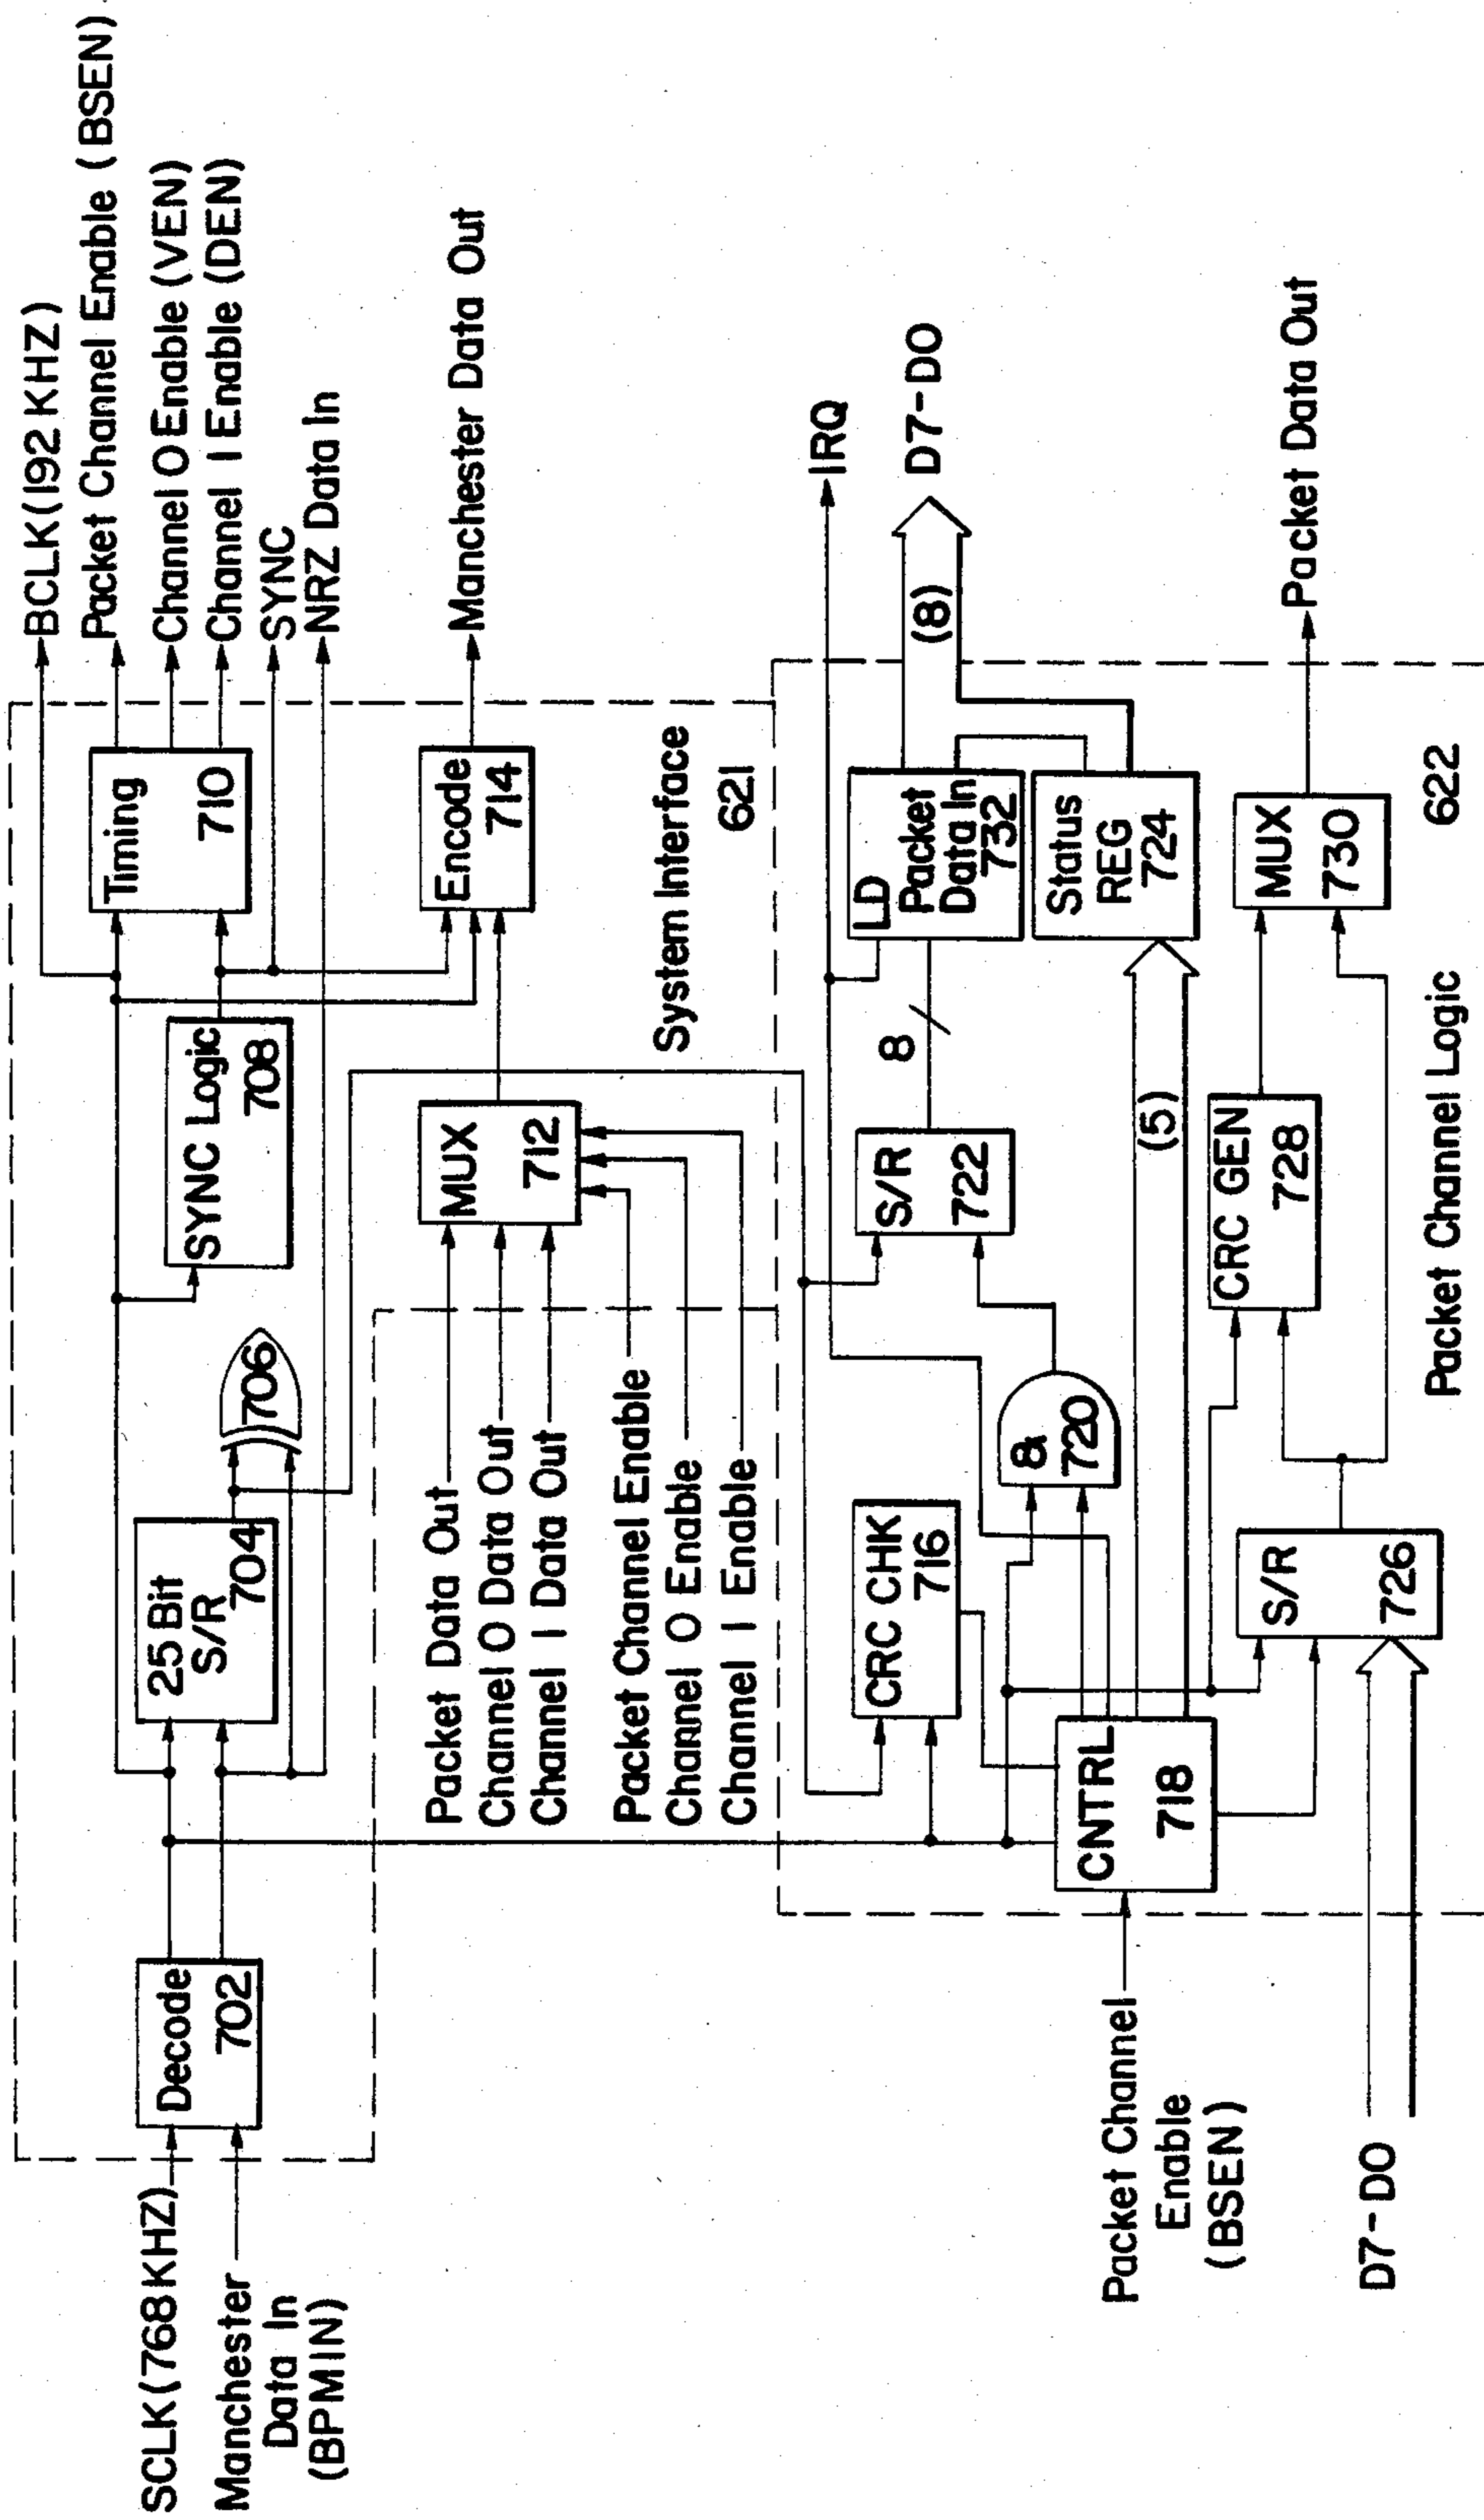 SCLK(768KHZ)
Manchester
Data In
(BPMIN)
Decode
702
25 Bit
S/R
704
706
SYNC Logic
708
Timing
710
BCLK(192 KHZ)
Packet Channel Enable (BSEN)
Channel 0 Enable (VEN)
Channel 1 Enable (DEN)
SYNC
NRZ Data In
Packet Data Out
Channel 0 Data Out
Channel 1 Data Out
Packet Channel Enable
Channel 0 Enable
Channel 1 Enable
MUX
712
Encode
714
Manchester Data Out
System Interface
621
CRC CHK
716
CNTRL
718
&
720
S/R
722
8
LD
Packet
Data In
732
Status
REG
724
(5)
(8)
IRQ
D7-D0
Packet Channel
Enable
(BSEN)
D7-D0
S/R
726
CRC GEN
728
MUX
730
Packet Data Out
Packet Channel Logic
622